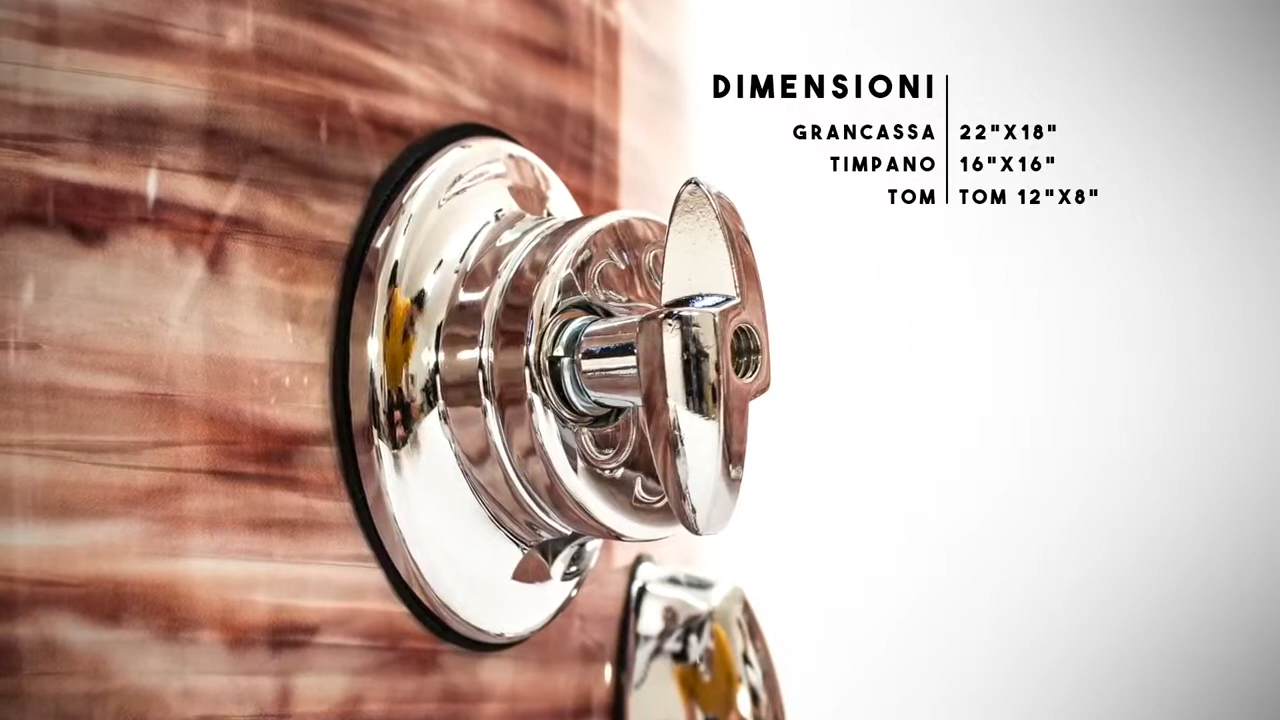 DIMENSIONI
GRANCASSA 22"X18"
TIMPANO 16"X16"
TOM TOM 12"X8"